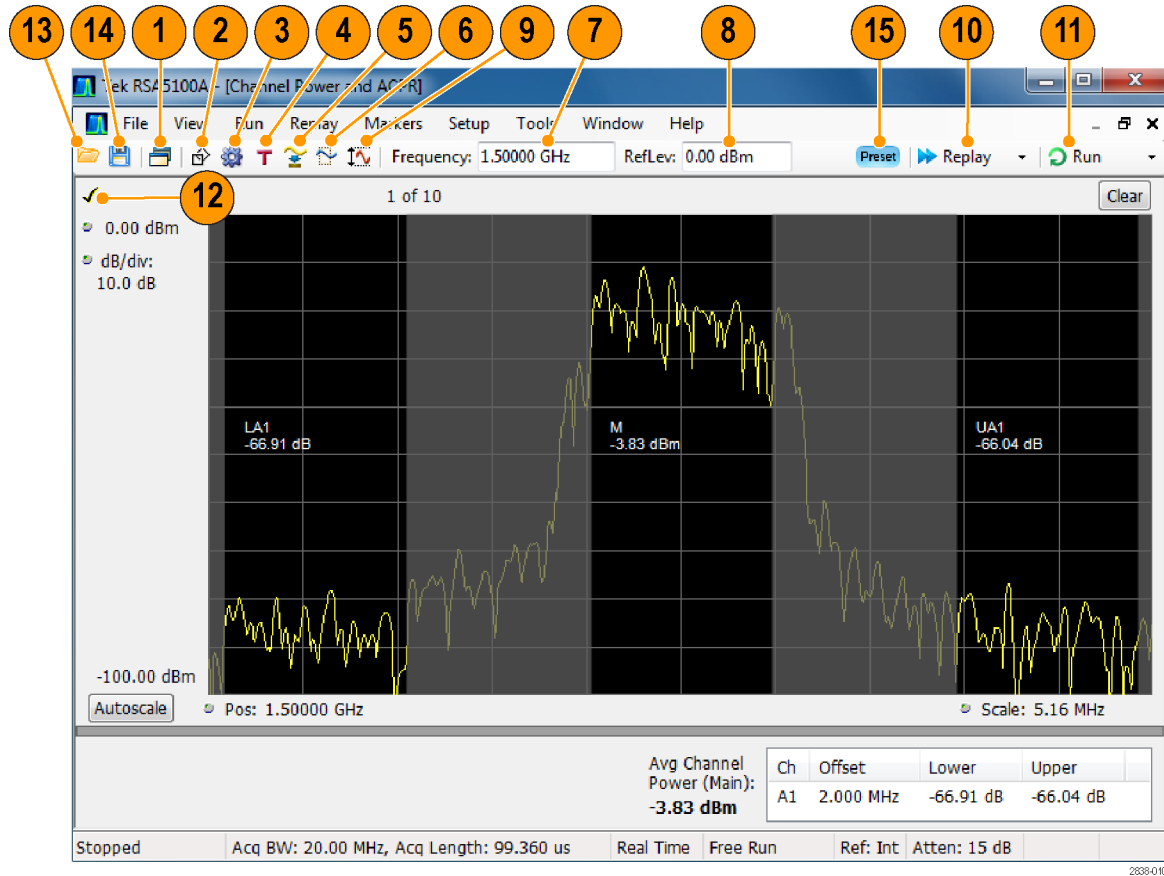 13 14 1 2 3 4 5 6 9 7 8 15 10 11
Tek RSA5100A - [Channel Power and ACPR]
File View Run Replay Markers Setup Tools Window Help
T Frequency: 1.50000 GHz RefLev: 0.00 dBm Preset Replay Run
12 1 of 10 Clear
0.00 dBm
dB/div:
10.0 dB
LA1 M UA1
-66.91 dB -3.83 dBm -66.04 dB
-100.00 dBm
Autoscale Pos: 1.50000 GHz Scale: 5.16 MHz
Avg Channel
Power (Main):
-3.83 dBm
Ch Offset Lower Upper
A1 2.000 MHz -66.91 dB -66.04 dB
Stopped Acq BW: 20.00 MHz, Acq Length: 99.360 us Real Time Free Run Ref: Int Atten: 15 dB